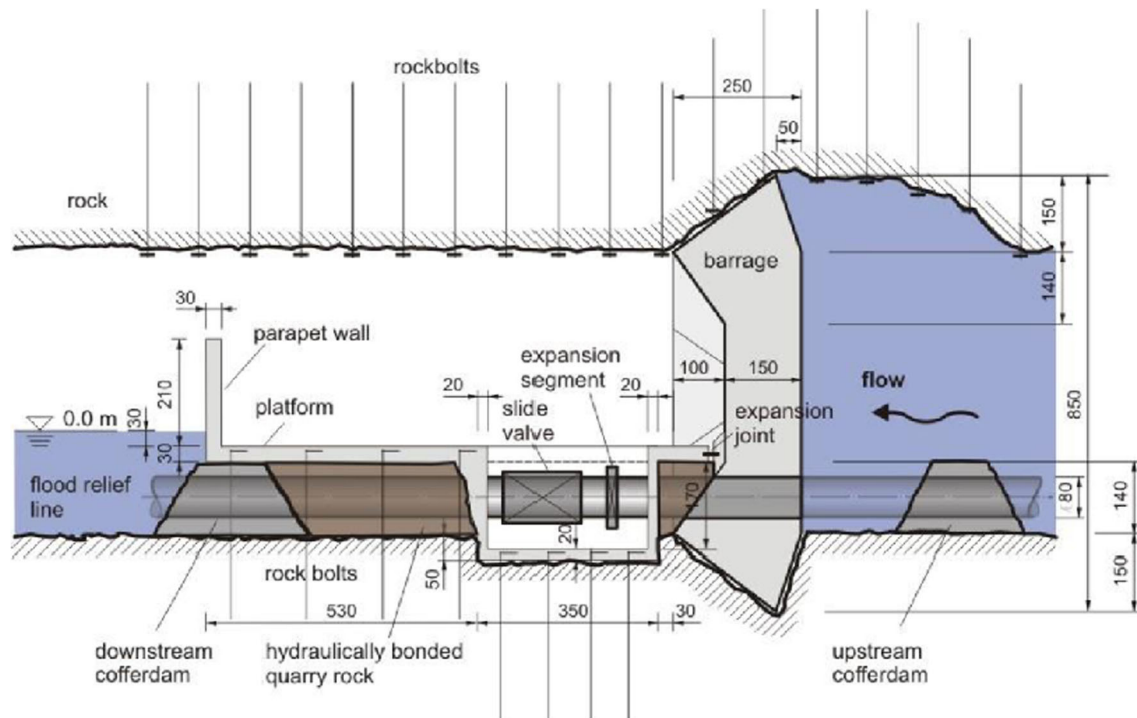 rockbolts
250
50
rock
150
barrage
140
30
parapet wall
expansion
segment
100
150
20
20
flow
850
210
platform
slide
valve
expansion
joint
0.0 m
30
30
flood relief
line
170
80
140
20
50
rock bolts
150
530
350
30
downstream
cofferdam
hydraulically bonded
quarry rock
upstream
cofferdam